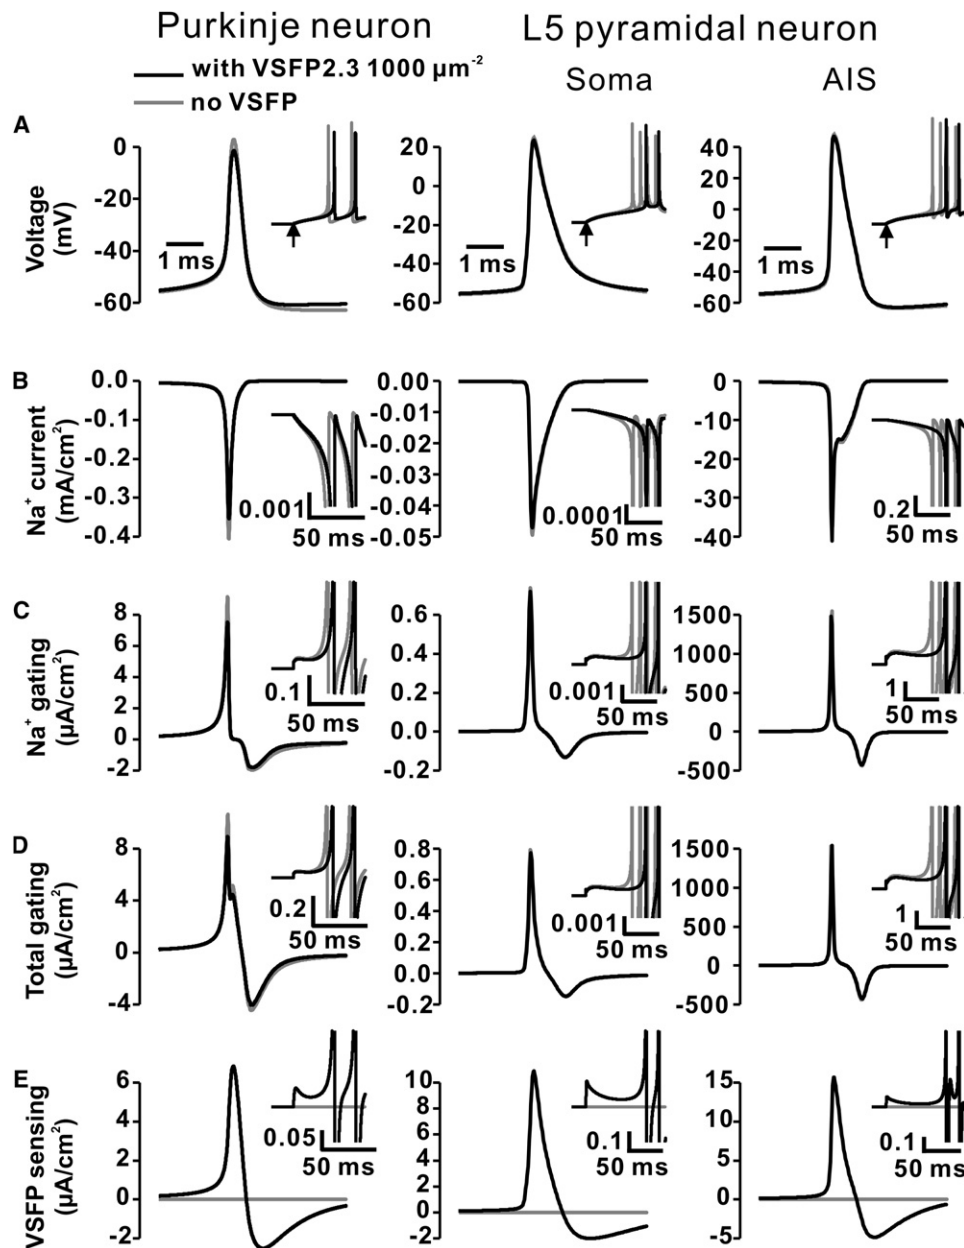 Purkinje neuron
L5 pyramidal neuron
with VSFP2.3 1000 µm-2
no VSFP
Soma
AIS
A
Voltage
(mV)
0
-20
-40
-60
1 ms
20
0
-20
-40
-60
1 ms
40
20
0
-20
-40
-60
1 ms
B
Na+ current
(mA/cm2)
0.0
-0.1
-0.2
-0.3
-0.4
0.001
50 ms
0.00
-0.01
-0.02
-0.03
-0.04
-0.05
0.0001
50 ms
0
-10
-20
-30
-40
0.2
50 ms
C
Na+ gating
(µA/cm2)
8
6
4
2
0
-2
0.1
50 ms
0.6
0.4
0.2
0.0
-0.2
0.001
50 ms
1500
1000
500
0
-500
1
50 ms
D
Total gating
(µA/cm2)
8
4
0
-4
0.2
50 ms
0.8
0.6
0.4
0.2
0.0
-0.2
0.001
50 ms
1500
1000
500
0
-500
1
50 ms
E
VSFP sensing
(µA/cm2)
6
4
2
0
-2
0.05
50 ms
10
8
6
4
2
0
-2
0.1
50 ms
15
10
5
0
-5
0.1
50 ms